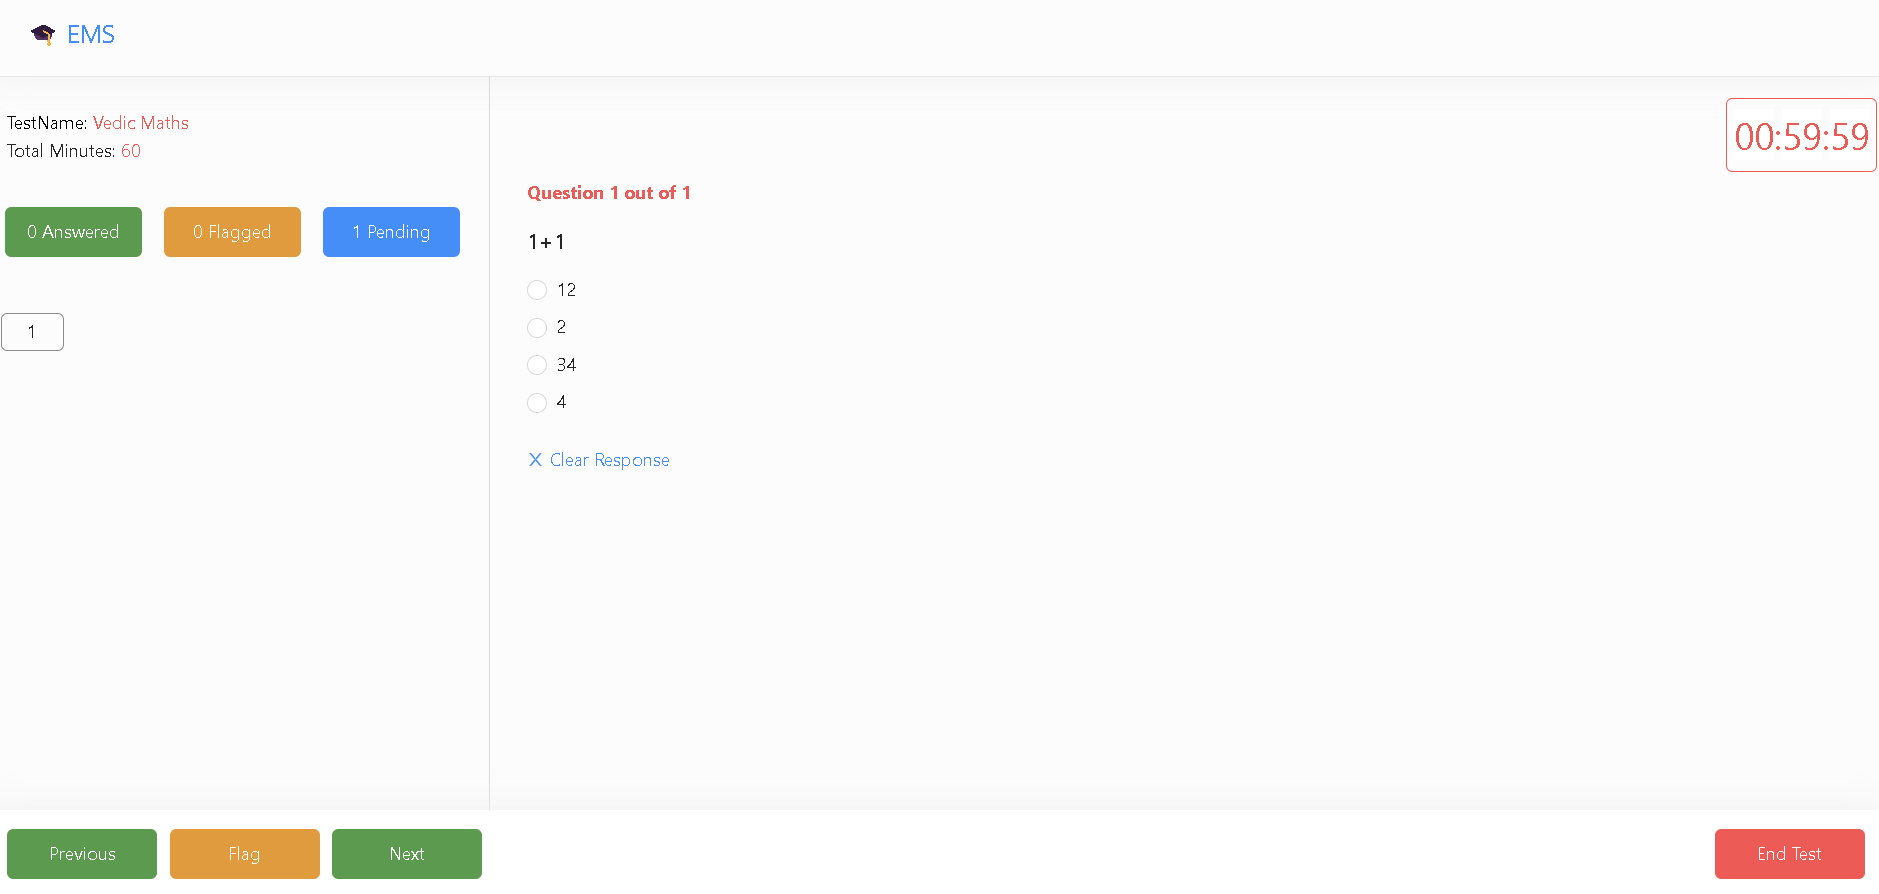 EMS
TestName: Vedic Maths
Total Minutes: 60
0 Answered
0 Flagged
1 Pending
1
00:59:59
Question 1 out of 1
1+1
12
2
34
4
X Clear Response
Previous
Flag
Next
End Test